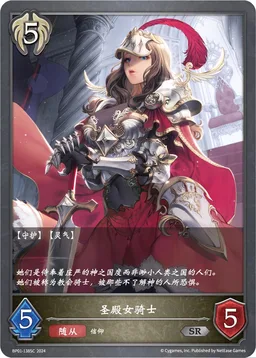 5
【守护】【灵气】
她们是侍奉着庄严的神之国度而非渺小人类之国的人们。
她们被称为教会骑士，被那些不了解神的人所恐惧。
圣殿女骑士
5
随从
信仰
SR
5
BP01-138SC 2024
©Cygames, Inc. Published by NetEase Games